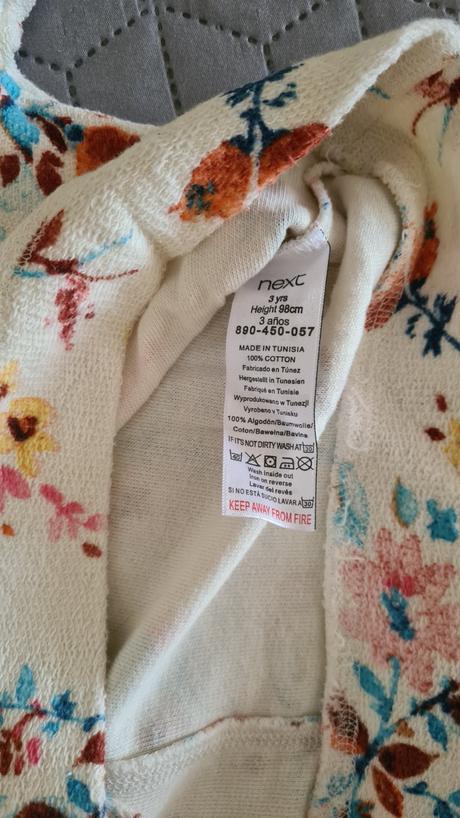 next
3 yrs
Height 98cm
3 años
890-450-057
MADE IN TUNISIA
100% COTTON
Fabricado en Túnez
Hergestellt in Tunesien
Fabriqué en Tunisie
Wyprodukowano w Tunezji
Vyrobeno v Tunisku
100% Algodón/Baumwolle/
Coton/Bawełna/Bavlna
IF IT'S NOT DIRTY WASH AT 30
40
Wash inside out
Iron on reverse
Lavar del revés
SI NO ESTÁ SUCIO LAVAR A 30
KEEP AWAY FROM FIRE